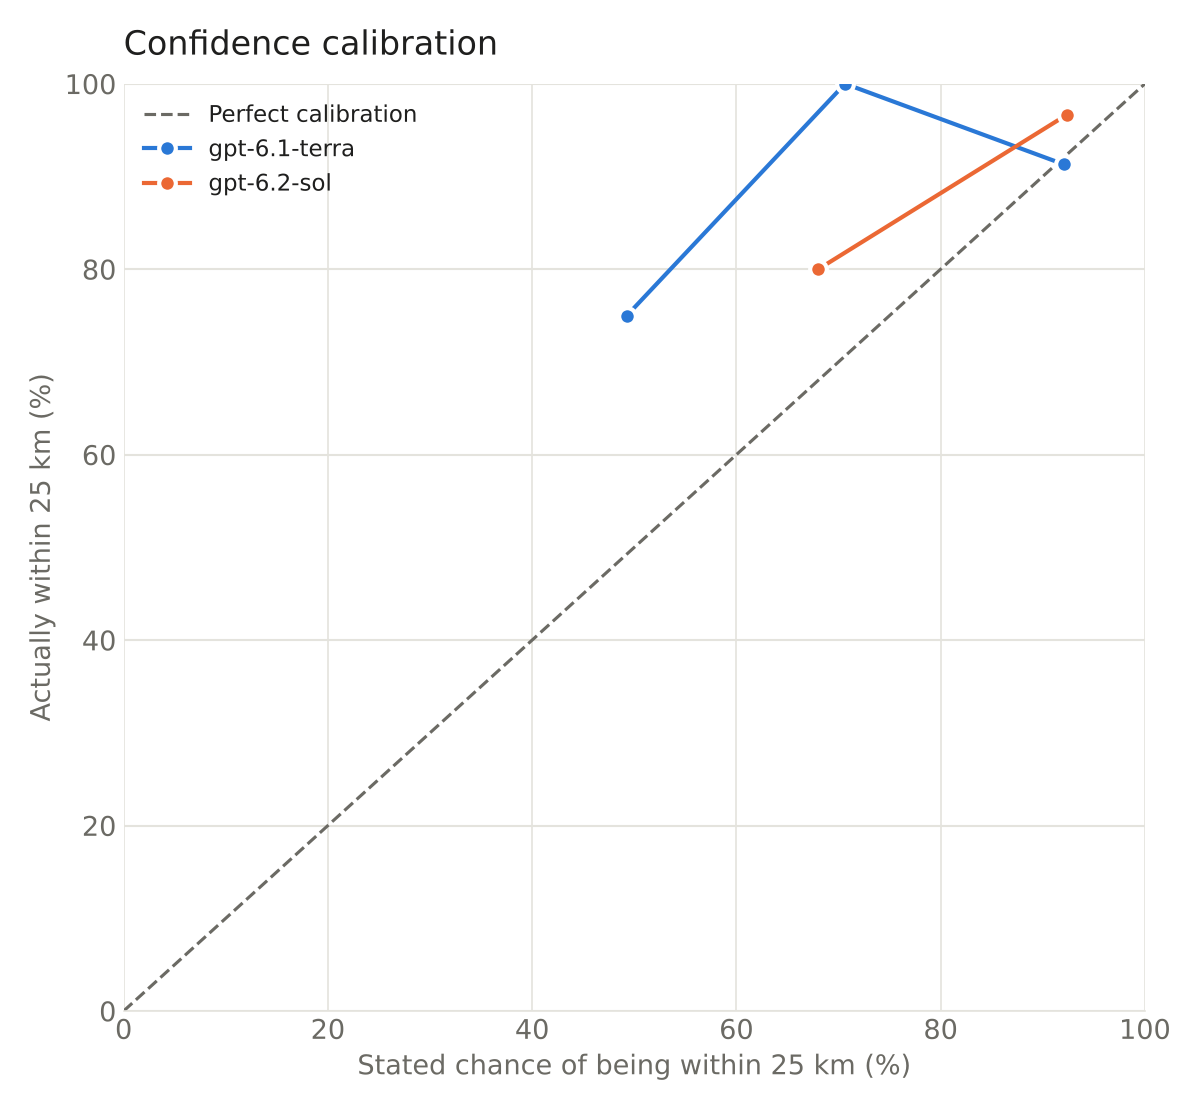 Confidence calibration
Perfect calibration
gpt-6.1-terra
gpt-6.2-sol
100
80
60
40
20
0
0 20 40 60 80 100
Actually within 25 km (%)
Stated chance of being within 25 km (%)